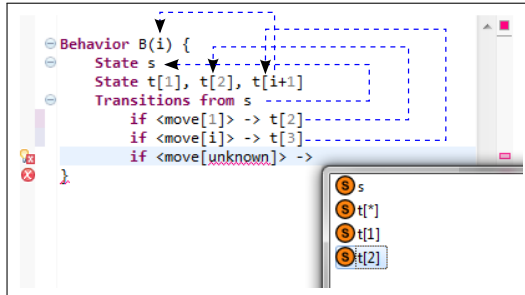 Behavior B(i) {
State s
State t[1], t[2], t[i+1]
Transitions from s
if <move[1]> -> t[2]
if <move[i]> -> t[3]
if <move[unknown]> ->
}
S s
S t[*]
S t[1]
S t[2]